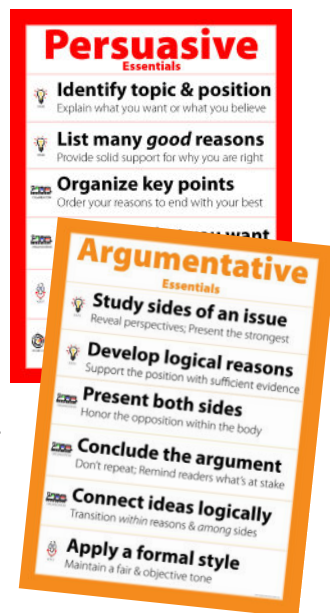 Persuasive
Essentials
Identify topic & position
Explain what you want or what you believe
List many good reasons
Provide solid support for why you are right
Organize key points
Order your reasons to end with your best
want
Argumentative
Essentials
Study sides of an issue
Reveal perspectives; Present the strongest
Develop logical reasons
Support the position with sufficient evidence
Present both sides
Honor the opposition within the body
Conclude the argument
Don't repeat; Remind readers what's at stake
Connect ideas logically
Transition within reasons & among sides
Apply a formal style
Maintain a fair & objective tone